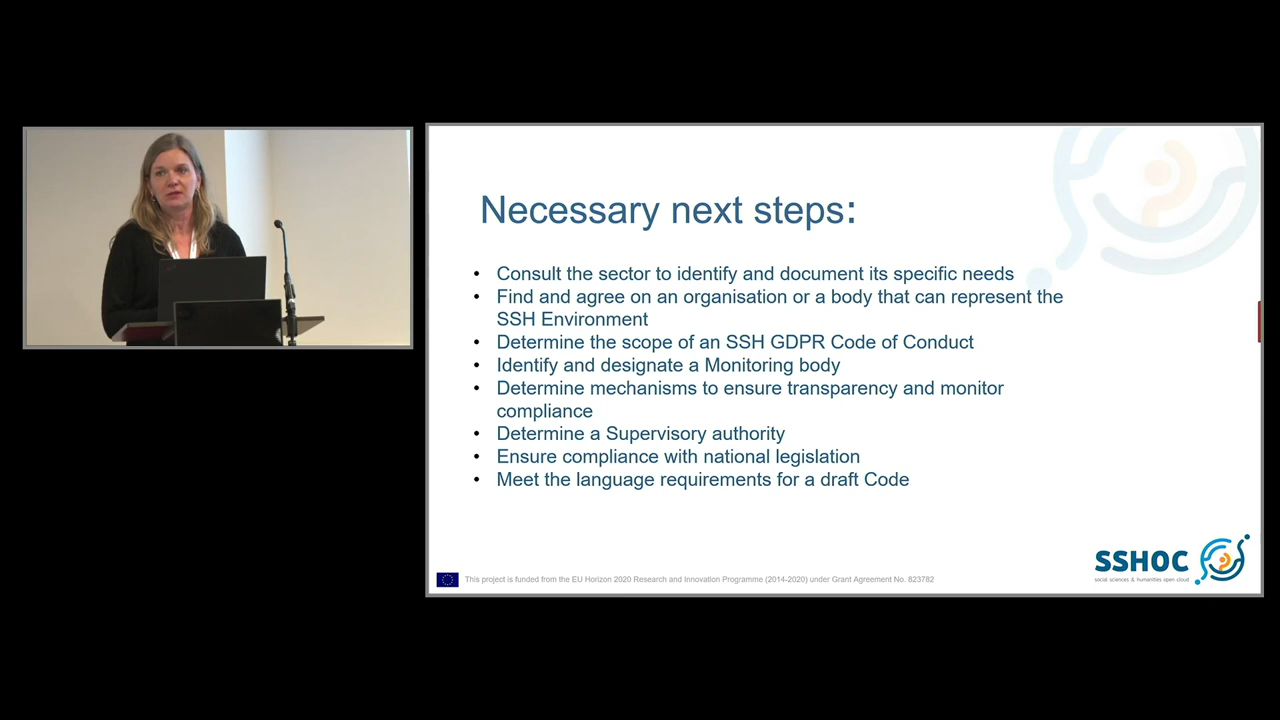 Necessary next steps:
• Consult the sector to identify and document its specific needs
• Find and agree on an organisation or a body that can represent the
SSH Environment
• Determine the scope of an SSH GDPR Code of Conduct
• Identify and designate a Monitoring body
• Determine mechanisms to ensure transparency and monitor
compliance
• Determine a Supervisory authority
• Ensure compliance with national legislation
• Meet the language requirements for a draft Code
SSHOC
social sciences & humanities open cloud
This project is funded from the EU Horizon 2020 Research and Innovation Programme (2014-2020) under Grant Agreement No. 823782